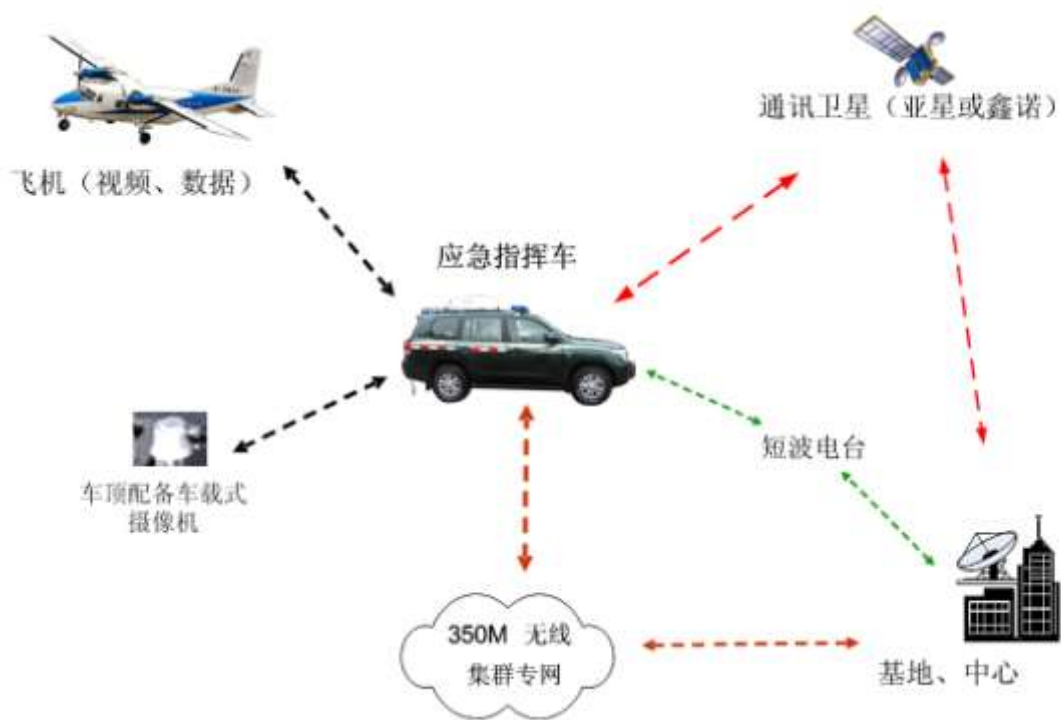 通讯卫星（亚星或鑫诺）
飞机（视频、数据）
应急指挥车
短波电台
车顶配备车载式
摄像机
350M 无线
集群专网
基地、中心